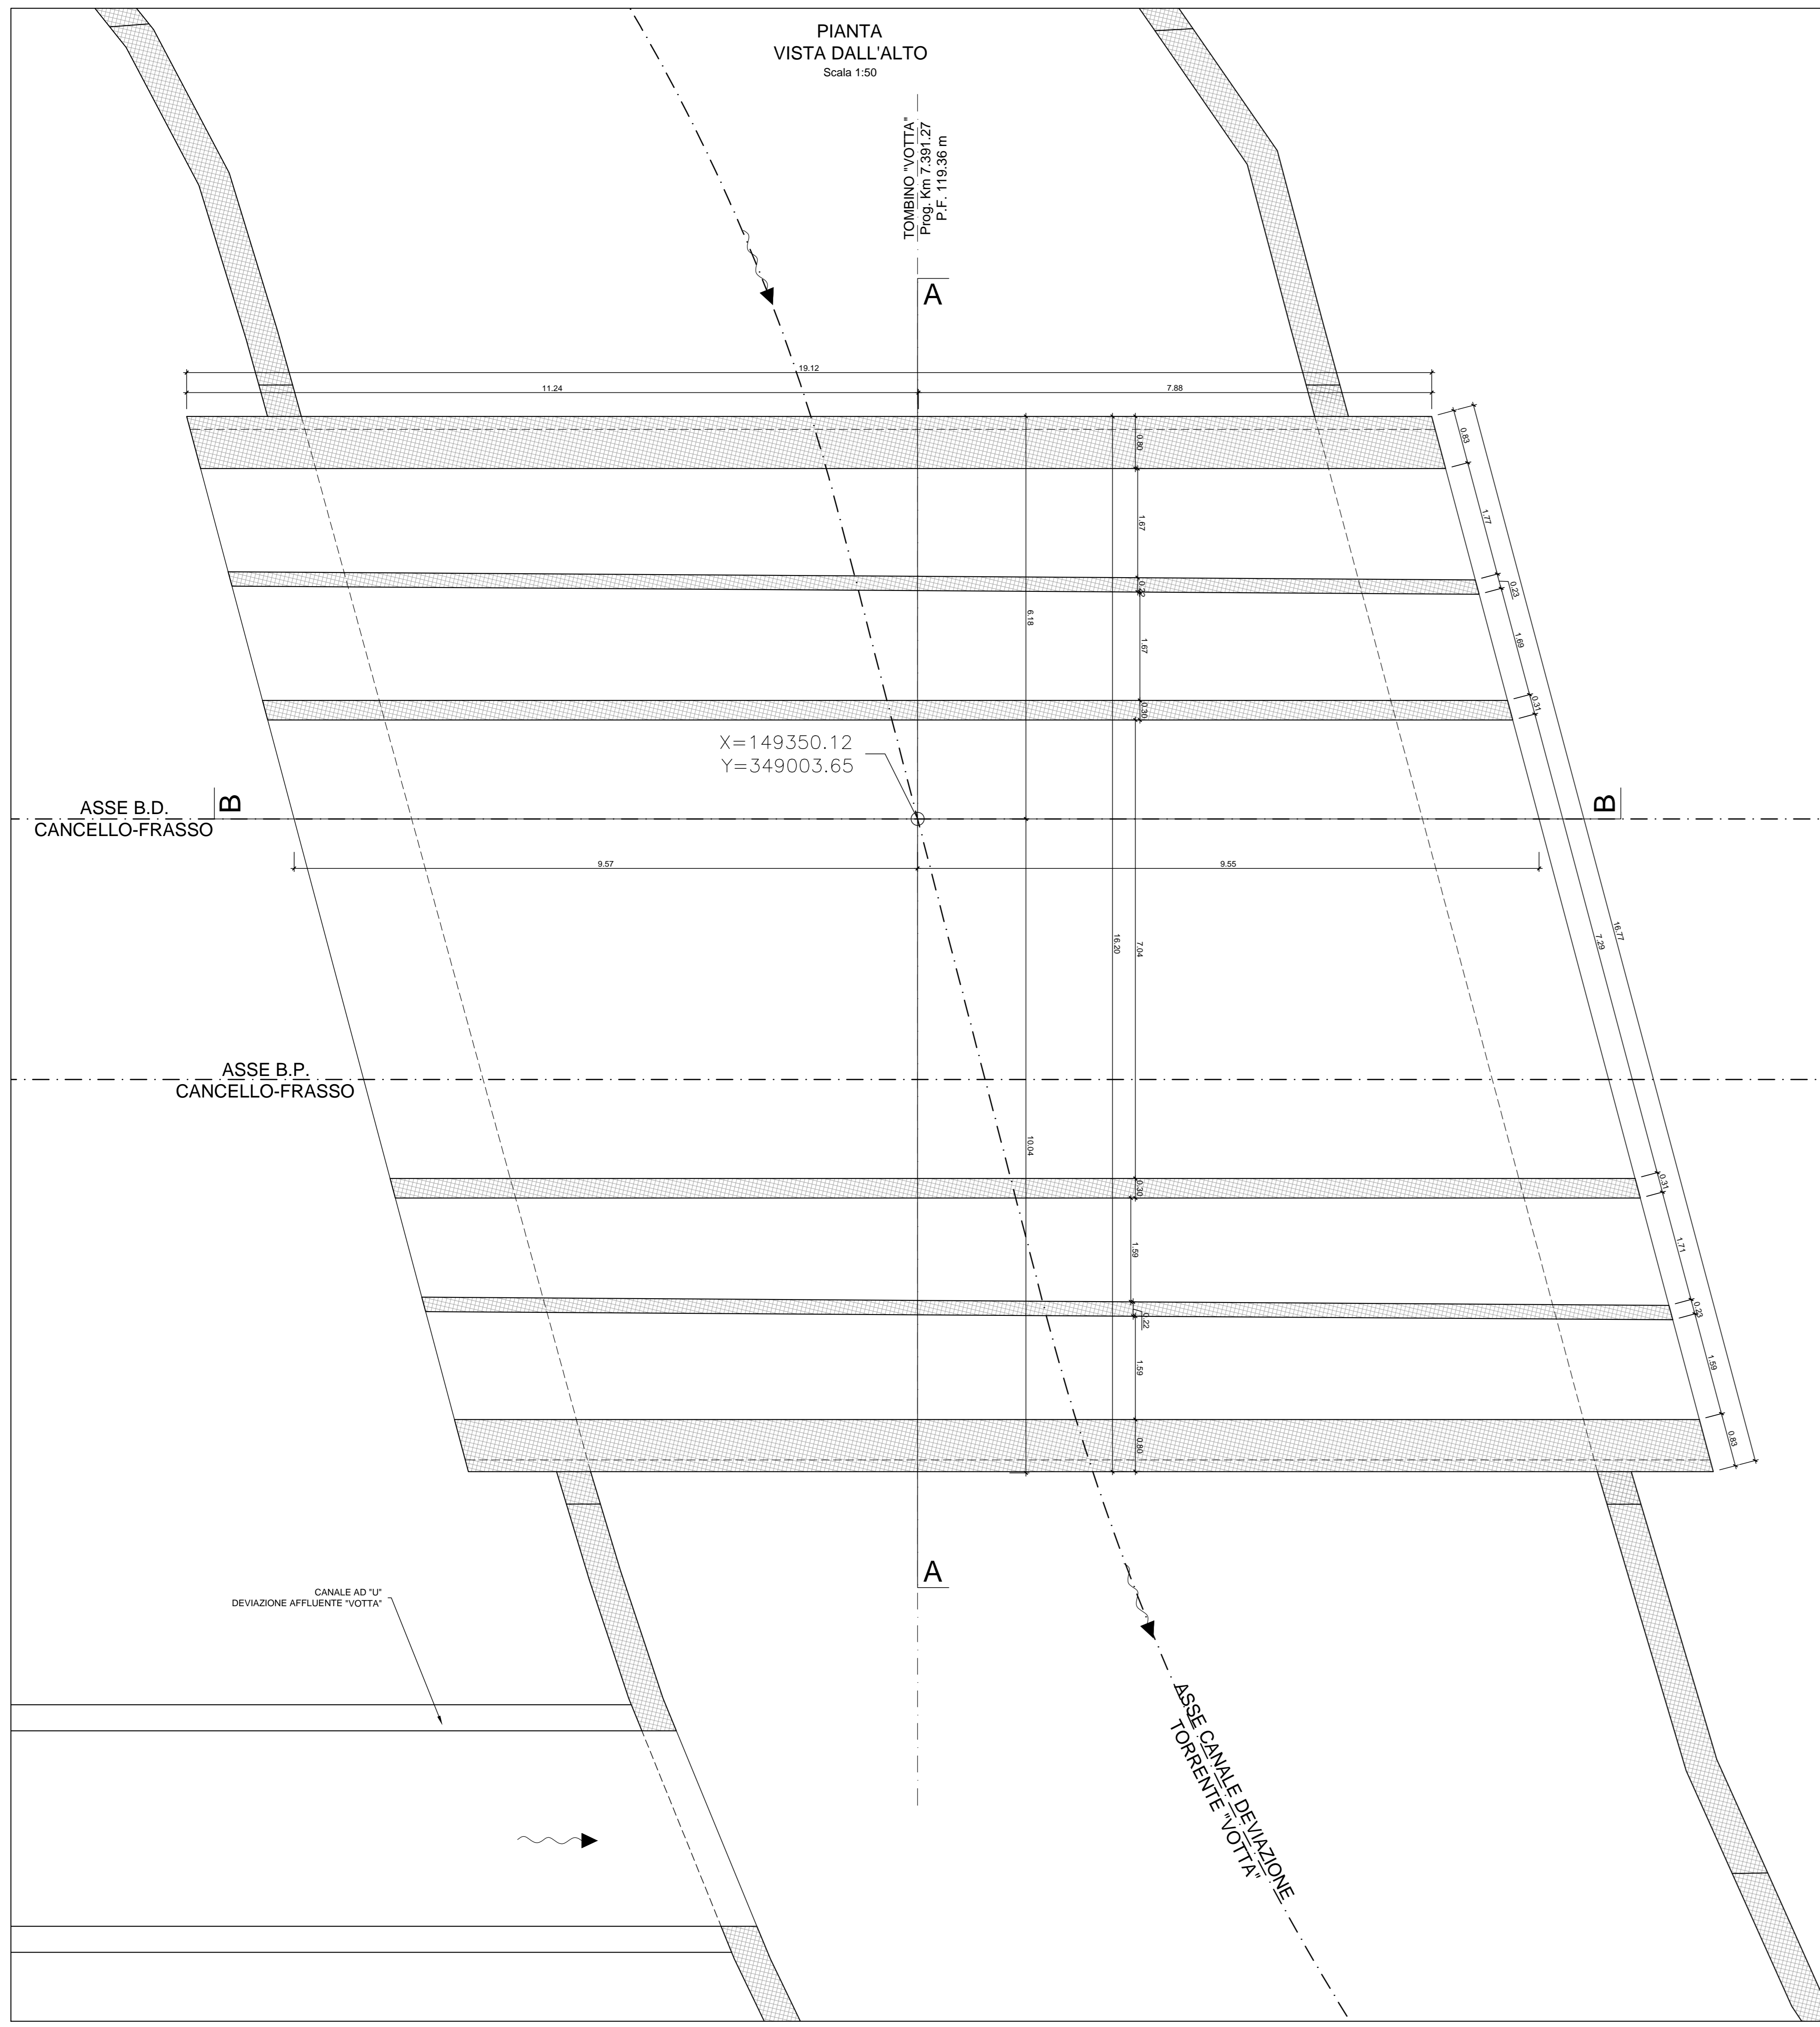 PIANTA
VISTA DALL'ALTO
Scala 1:50
TOMBINO "VOTTA"
Prog. Km 7.391.27
P.F. 119.36 m
A
19.12
11.24
7.88
0.83
0.80
1.77
1.67
0.23
0.22
6.18
1.69
1.67
0.31
0.30
X=149350.12
Y=349003.65
ASSE B.D.
CANCELLO-FRASSO
B
B
9.57
9.55
16.77
7.29
16.20
7.04
ASSE B.P.
CANCELLO-FRASSO
10.04
0.31
0.30
1.71
1.59
0.23
0.22
1.59
1.59
0.83
0.80
A
CANALE AD "U"
DEVIAZIONE AFFLUENTE "VOTTA"
ASSE CANALE DEVIAZIONE
TORRENTE "VOTTA"